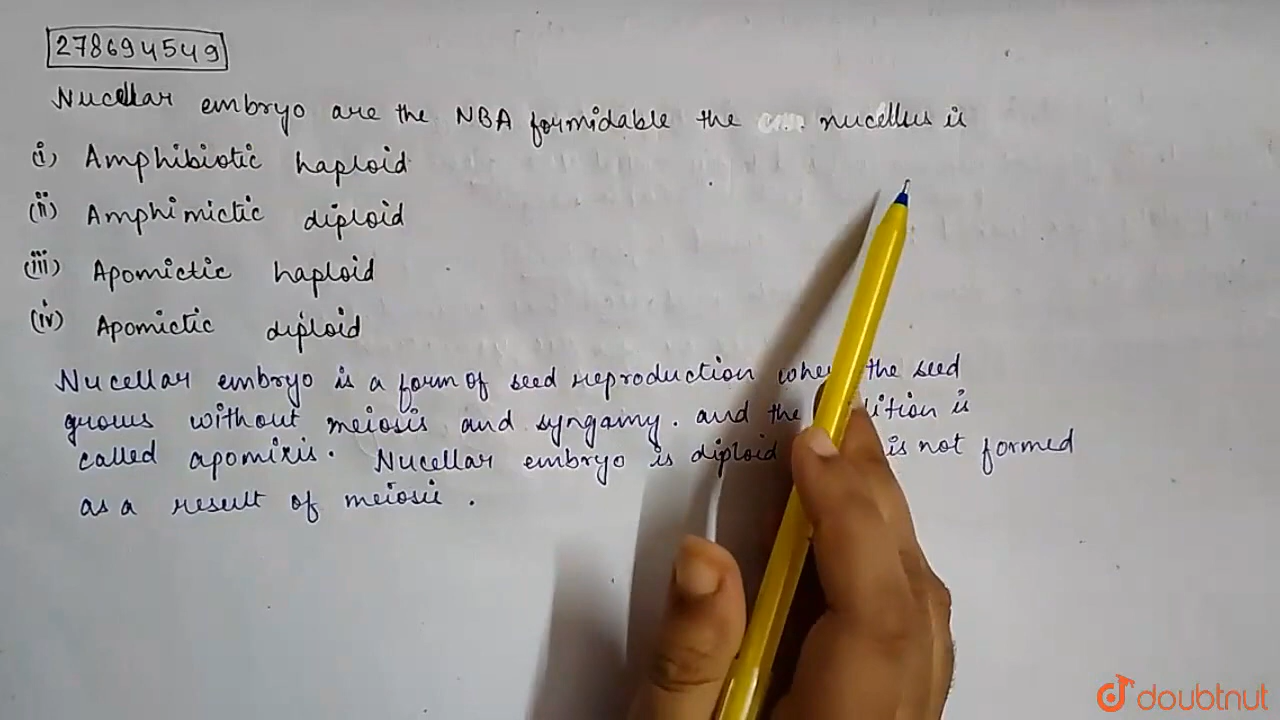 278694549
Nucellar embryo are the NBA formidable the nucellus is
(i) Amphibiotic haploid
(ii) Amphimictic diploid
(iii) Apomictic haploid
(iv) Apomictic diploid
Nucellar embryo is a form of seed reproduction the seed
grows without meiosis and syngamy. and the is
called apomixis. Nucellar embryo is diploid is not formed
as a result of meiosis.
doubtnut